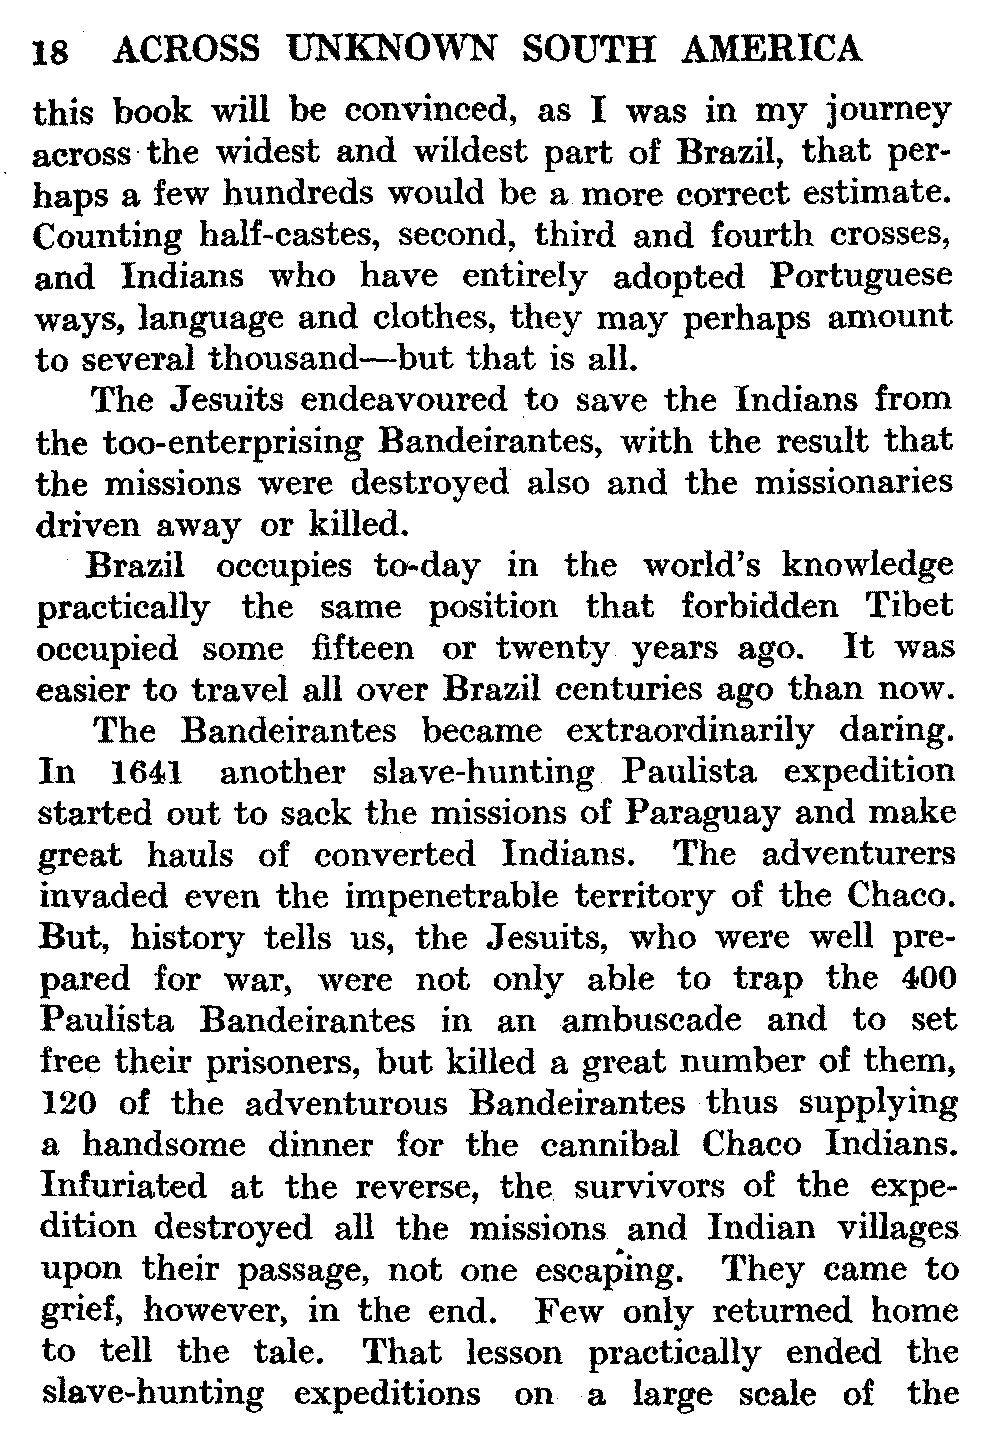 18 ACROSS UNKNOWN SOUTH AMERICA
this book will be convinced, as I was in my journey
across the widest and wildest part of Brazil, that per-
haps a few hundreds would be a more correct estimate.
Counting half-castes, second, third and fourth crosses,
and Indians who have entirely adopted Portuguese
ways, language and clothes, they may perhaps amount
to several thousand—but that is all.
The Jesuits endeavoured to save the Indians from
the too-enterprising Bandeirantes, with the result that
the missions were destroyed also and the missionaries
driven away or killed.
Brazil occupies to-day in the world's knowledge
practically the same position that forbidden Tibet
occupied some fifteen or twenty years ago. It was
easier to travel all over Brazil centuries ago than now.
The Bandeirantes became extraordinarily daring.
In 1641 another slave-hunting Paulista expedition
started out to sack the missions of Paraguay and make
great hauls of converted Indians. The adventurers
invaded even the impenetrable territory of the Chaco.
But, history tells us, the Jesuits, who were well pre-
pared for war, were not only able to trap the 400
Paulista Bandeirantes in an ambuscade and to set
free their prisoners, but killed a great number of them,
120 of the adventurous Bandeirantes thus supplying
a handsome dinner for the cannibal Chaco Indians.
Infuriated at the reverse, the survivors of the expe-
dition destroyed all the missions and Indian villages
upon their passage, not one escaping. They came to
grief, however, in the end. Few only returned home
to tell the tale. That lesson practically ended the
slave-hunting expeditions on a large scale of the